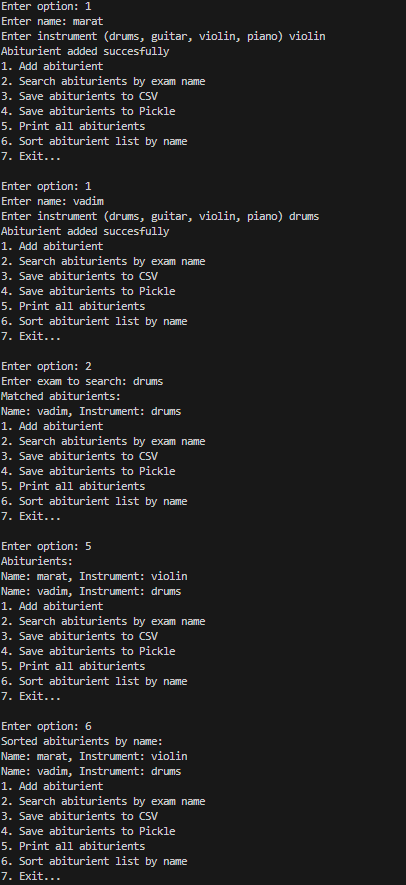 Enter option: 1
Enter name: marat
Enter instrument (drums, guitar, violin, piano) violin
Abiturient added succesfully
1. Add abiturient
2. Search abiturients by exam name
3. Save abiturients to CSV
4. Save abiturients to Pickle
5. Print all abiturients
6. Sort abiturient list by name
7. Exit...
Enter option: 1
Enter name: vadim
Enter instrument (drums, guitar, violin, piano) drums
Abiturient added succesfully
1. Add abiturient
2. Search abiturients by exam name
3. Save abiturients to CSV
4. Save abiturients to Pickle
5. Print all abiturients
6. Sort abiturient list by name
7. Exit...
Enter option: 2
Enter exam to search: drums
Matched abiturients:
Name: vadim, Instrument: drums
1. Add abiturient
2. Search abiturients by exam name
3. Save abiturients to CSV
4. Save abiturients to Pickle
5. Print all abiturients
6. Sort abiturient list by name
7. Exit...
Enter option: 5
Abiturients:
Name: marat, Instrument: violin
Name: vadim, Instrument: drums
1. Add abiturient
2. Search abiturients by exam name
3. Save abiturients to CSV
4. Save abiturients to Pickle
5. Print all abiturients
6. Sort abiturient list by name
7. Exit...
Enter option: 6
Sorted abiturients by name:
Name: marat, Instrument: violin
Name: vadim, Instrument: drums
1. Add abiturient
2. Search abiturients by exam name
3. Save abiturients to CSV
4. Save abiturients to Pickle
5. Print all abiturients
6. Sort abiturient list by name
7. Exit...